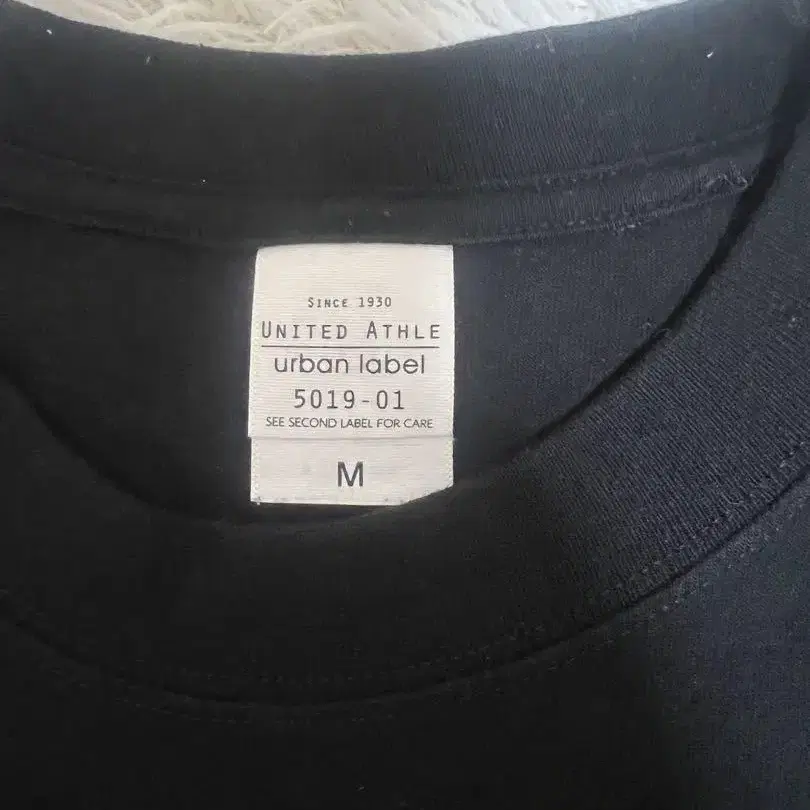 SINCE 1930
UNITED ATHLE
urban label
5019-01
SEE SECOND LABEL FOR CARE
M